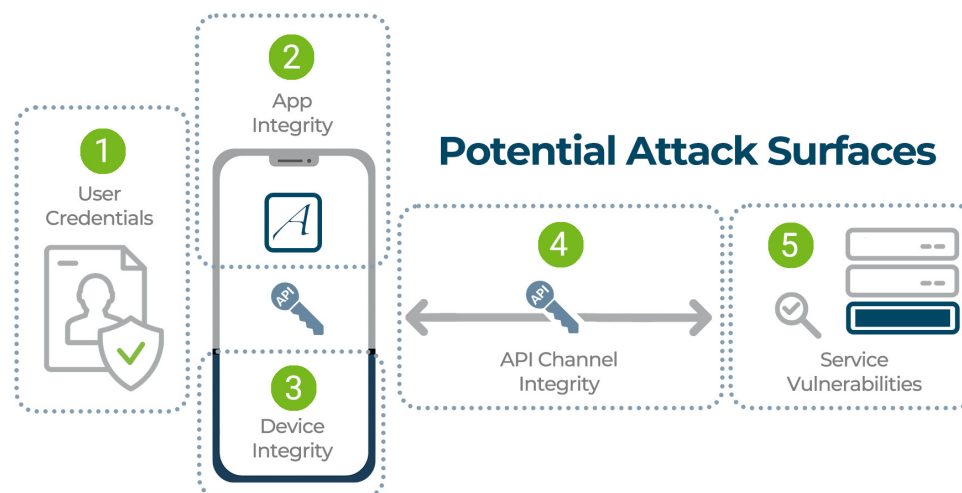 Potential Attack Surfaces
1
User
Credentials
2
App
Integrity
A
API
3
Device
Integrity
4
API
API Channel
Integrity
5
Service
Vulnerabilities